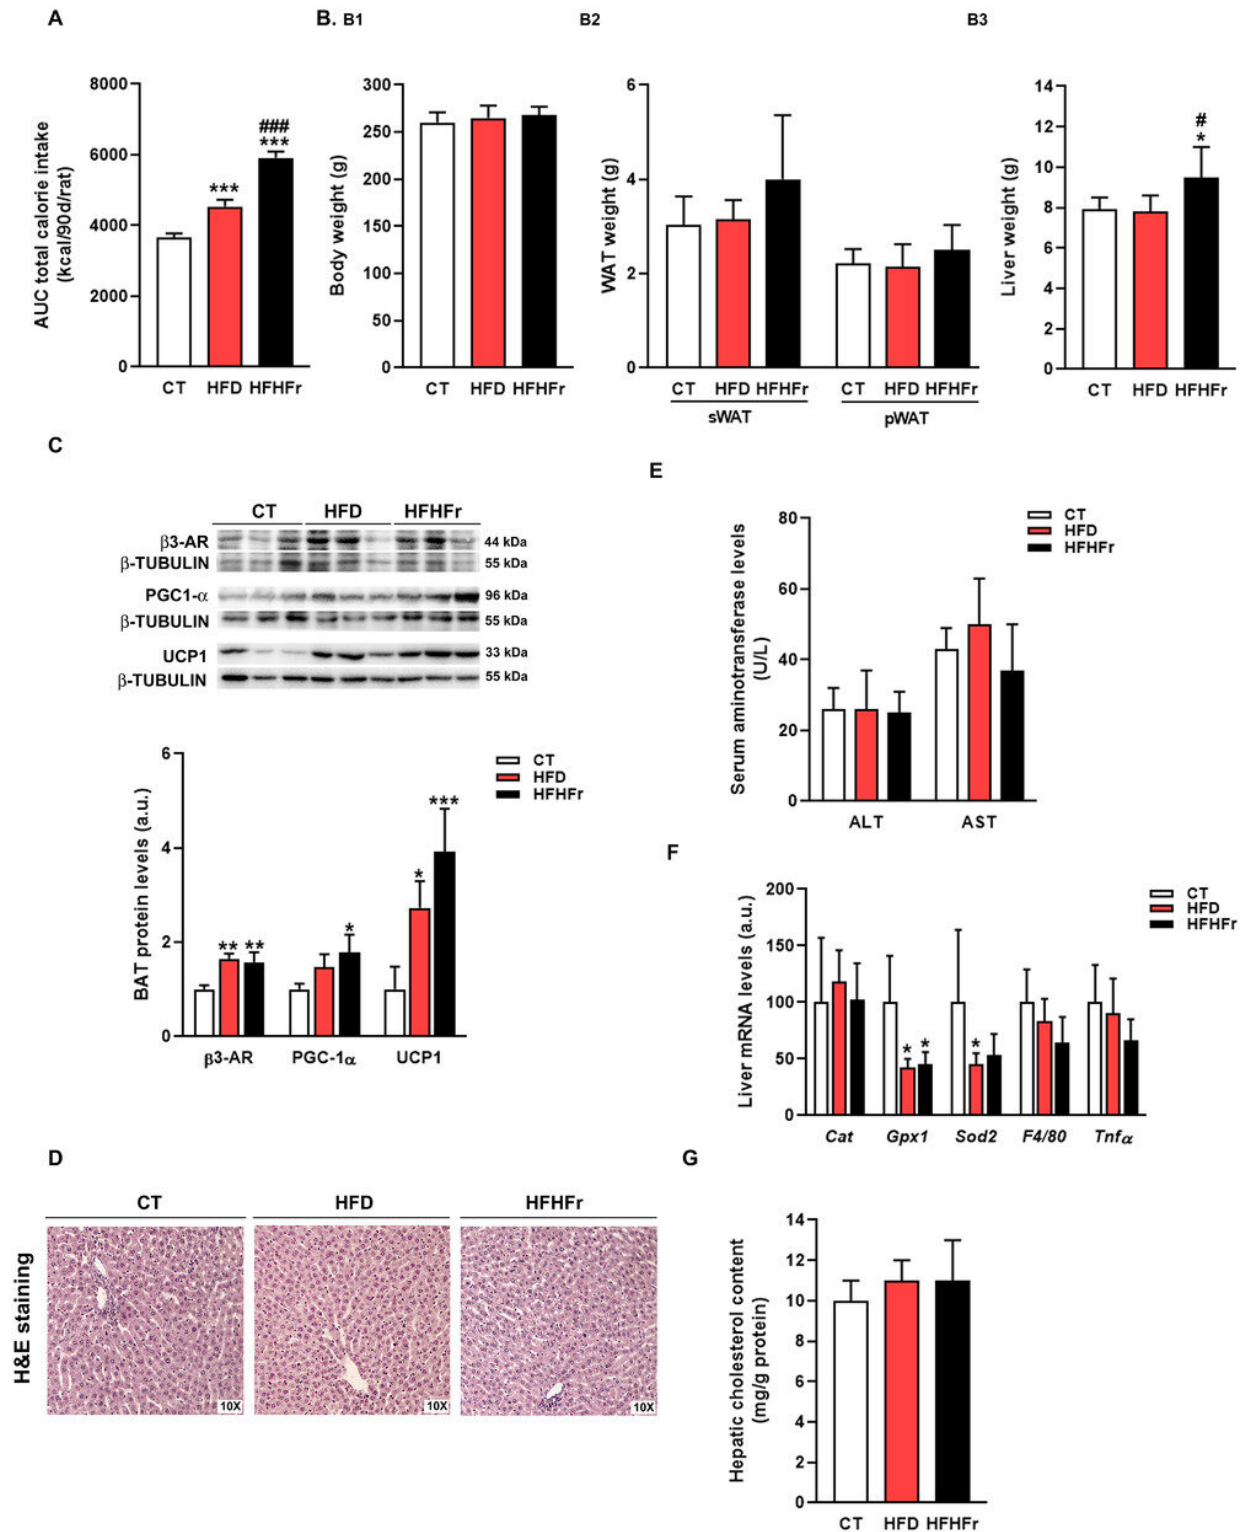 A
B. B1
B2
B3
AUC total calorie intake
(kcal/90d/rat)
8000
6000
4000
2000
0
***
###
***
CT HFD HFHFr
Body weight (g)
300
250
200
150
100
50
0
CT HFD HFHFr
WAT weight (g)
6
4
2
0
CT HFD HFHFr
sWAT
CT HFD HFHFr
pWAT
Liver weight (g)
14
12
10
8
6
4
2
0
#
*
CT HFD HFHFr
C
CT HFD HFHFr
β3-AR 44 kDa
β-TUBULIN 55 kDa
PGC1-α 96 kDa
β-TUBULIN 55 kDa
UCP1 33 kDa
β-TUBULIN 55 kDa
BAT protein levels (a.u.)
6
4
2
0
** **
*
* ***
CT
HFD
HFHFr
β3-AR PGC-1α UCP1
D
CT HFD HFHFr
H&E staining
10X
10X
10X
E
Serum aminotransferase levels
(U/L)
80
60
40
20
0
CT
HFD
HFHFr
ALT AST
F
Liver mRNA levels (a.u.)
200
150
100
50
0
* *
*
CT
HFD
HFHFr
Cat Gpx1 Sod2 F4/80 Tnfα
G
Hepatic cholesterol content
(mg/g protein)
14
12
10
8
6
4
2
0
CT HFD HFHFr